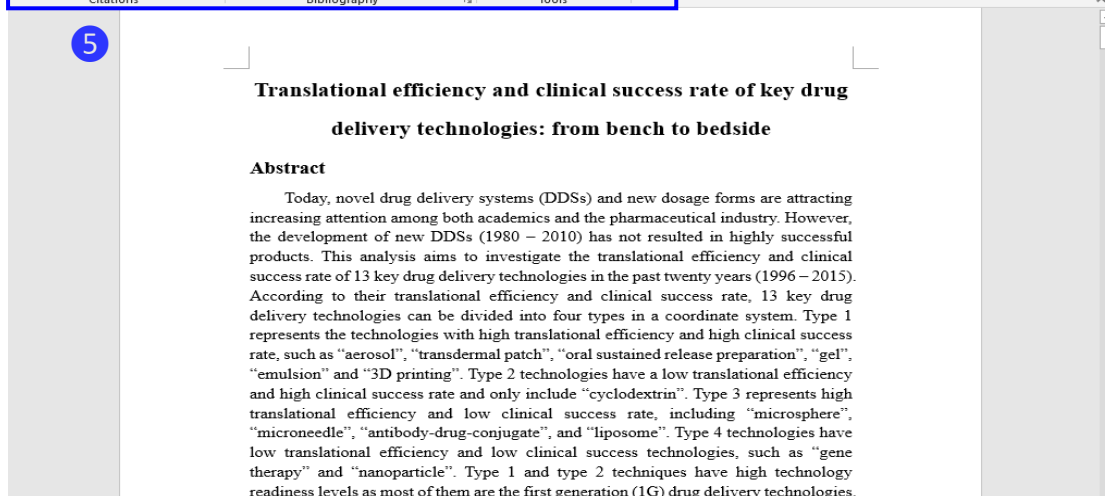 Citations Bibliography Tools
5
Translational efficiency and clinical success rate of key drug
delivery technologies: from bench to bedside
Abstract
Today, novel drug delivery systems (DDSs) and new dosage forms are attracting
increasing attention among both academics and the pharmaceutical industry. However,
the development of new DDSs (1980 – 2010) has not resulted in highly successful
products. This analysis aims to investigate the translational efficiency and clinical
success rate of 13 key drug delivery technologies in the past twenty years (1996 – 2015).
According to their translational efficiency and clinical success rate, 13 key drug
delivery technologies can be divided into four types in a coordinate system. Type 1
represents the technologies with high translational efficiency and high clinical success
rate, such as “aerosol”, “transdermal patch”, “oral sustained release preparation”, “gel”,
“emulsion” and “3D printing”. Type 2 technologies have a low translational efficiency
and high clinical success rate and only include “cyclodextrin”. Type 3 represents high
translational efficiency and low clinical success rate, including “microsphere”,
“microneedle”, “antibody-drug-conjugate”, and “liposome”. Type 4 technologies have
low translational efficiency and low clinical success technologies, such as “gene
therapy” and “nanoparticle”. Type 1 and type 2 techniques have high technology
readiness levels as most of them are the first generation (1G) drug delivery technologies.